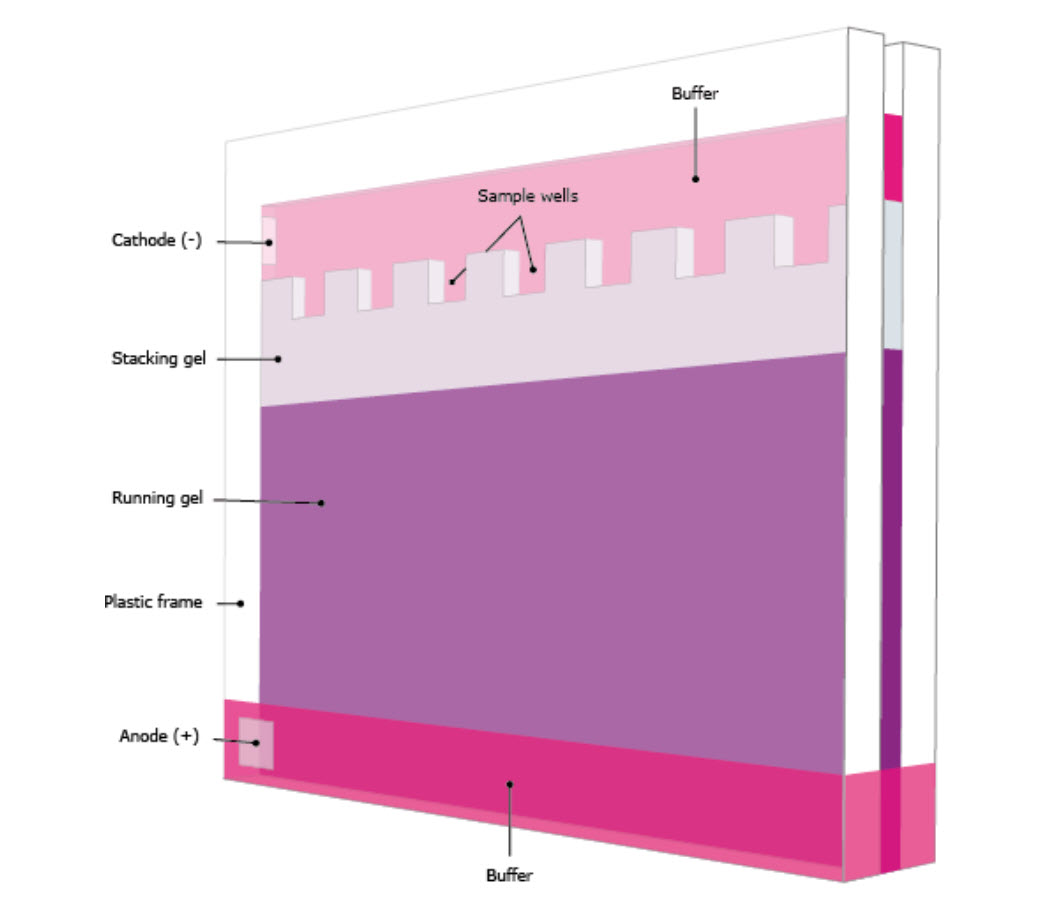 Buffer
Sample wells
Cathode (-)
Stacking gel
Running gel
Plastic frame
Anode (+)
Buffer